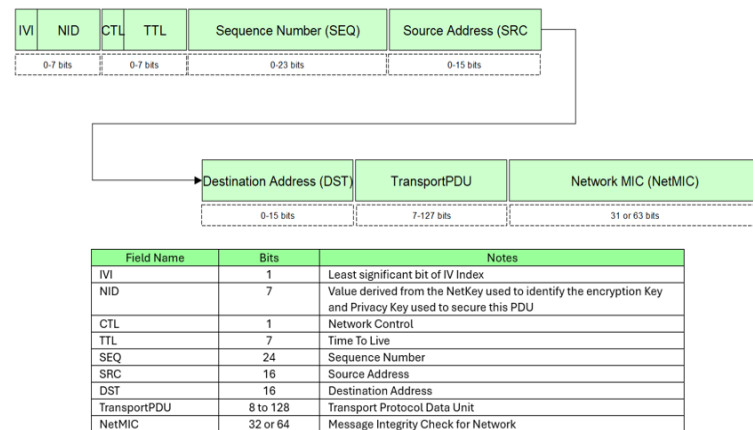 IVI NID CTL TTL Sequence Number (SEQ) Source Address (SRC
0-7 bits 0-7 bits 0-23 bits 0-15 bits
Destination Address (DST) TransportPDU Network MIC (NetMIC)
0-15 bits 7-127 bits 31 or 63 bits
Field Name Bits Notes
IVI 1 Least significant bit of IV Index
NID 7 Value derived from the NetKey used to identify the encryption Key
and Privacy Key used to secure this PDU
CTL 1 Network Control
TTL 7 Time To Live
SEQ 24 Sequence Number
SRC 16 Source Address
DST 16 Destination Address
TransportPDU 8 to 128 Transport Protocol Data Unit
NetMIC 32 or 64 Message Integrity Check for Network